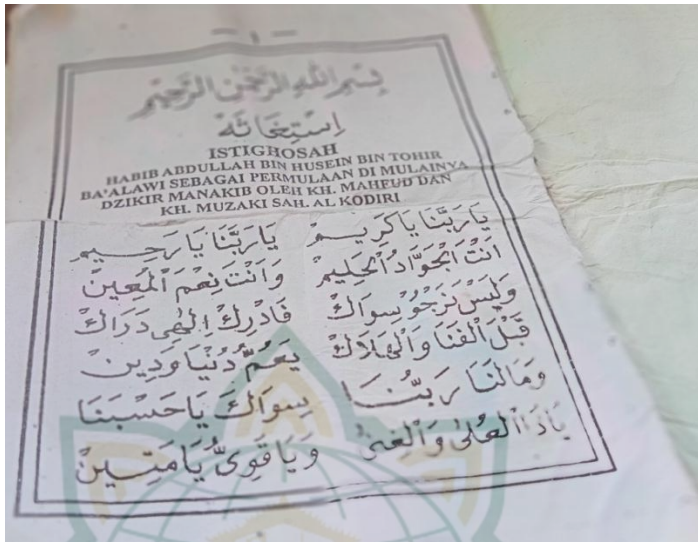 - 1 -
بِسْمِ اللهِ الرَّحْمٰنِ الرَّحِيْمِ
اِسْتِغَاثَهْ
ISTIGHOSAH
HABIB ABDULLAH BIN HUSEIN BIN TOHIR
BA'ALAWI SEBAGAI PERMULAAN DI MULAINYA
DZIKIR MANAKIB OLEH KH. MAHFUD DAN
KH. MUZAKI SAH. AL KODIRI
يَارَبَّنَا يَاكَرِيْمْ يَارَبَّنَا يَارَحِيْمْ
اَنْتَ الْجَوَّادُ الْحَلِيْمْ وَاَنْتَ نِعْمَ الْمُعِيْنْ
وَلَيْسَ نَرْجُوْ سِوَاكْ فَادْرِكْ اِلٰهِى دَرَاكْ
قَبْلَ الْفَنَا وَالْهَلَاكْ يَعُمُّ دُنْيَا وَدِيْنْ
وَمَالَنَا رَبَّنَا سِوَاكَ يَاحَسْبَنَا
يَاذَا الْعُلٰى وَالْغِنٰى وَيَاقَوِىُّ يَامَتِيْنْ